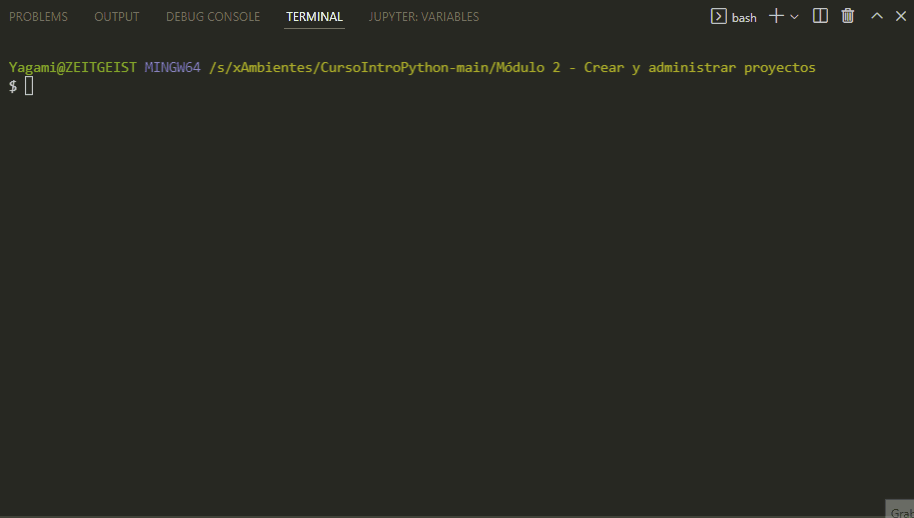 PROBLEMS OUTPUT DEBUG CONSOLE TERMINAL JUPYTER: VARIABLES bash
Yagami@ZEITGEIST MINGW64 /s/xAmbientes/CursoIntroPython-main/Módulo 2 - Crear y administrar proyectos
$
Grab